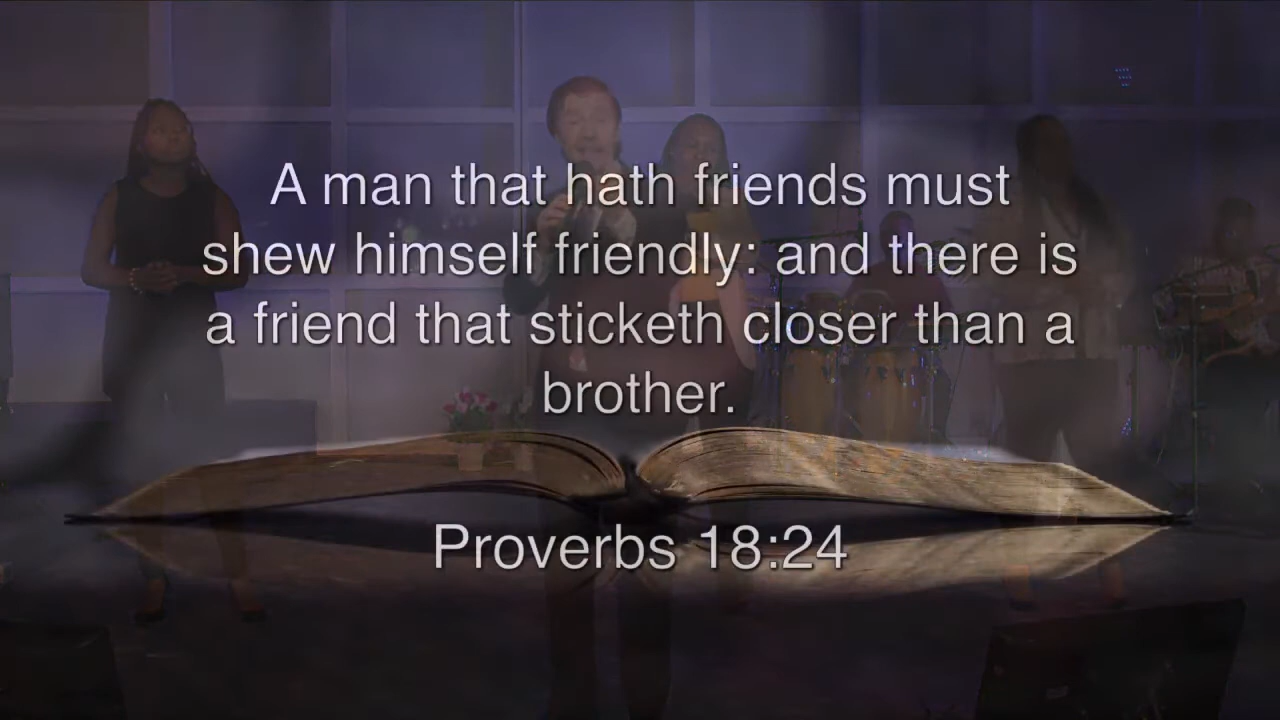 A man that hath friends must
shew himself friendly: and there is
a friend that sticketh closer than a
brother.
Proverbs 18:24